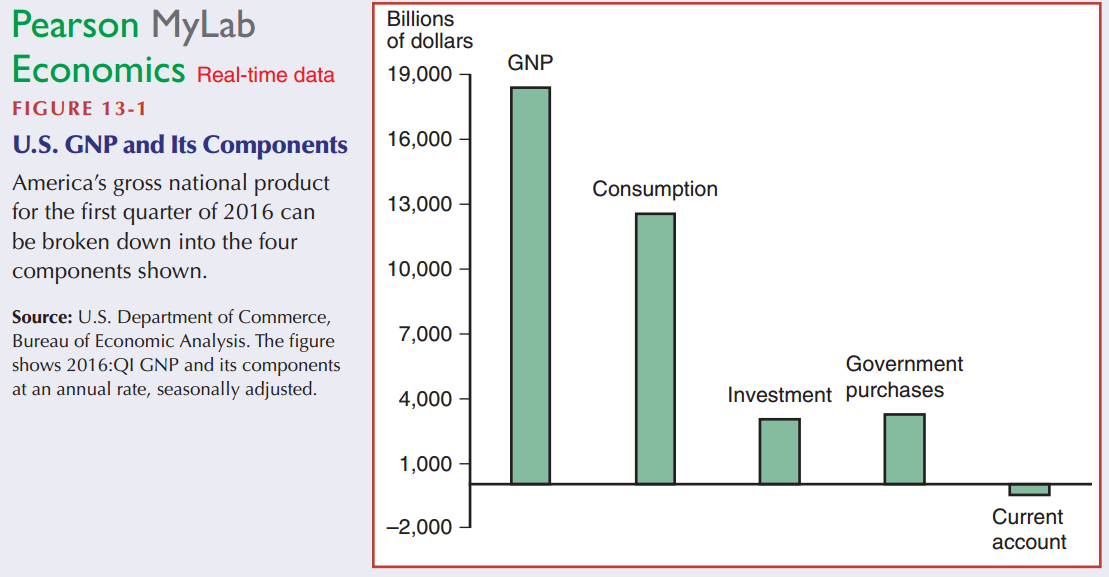 Pearson MyLab
Economics Real-time data
FIGURE 13-1
U.S. GNP and Its Components
America's gross national product
for the first quarter of 2016 can
be broken down into the four
components shown.
Source: U.S. Department of Commerce,
Bureau of Economic Analysis. The figure
shows 2016:QI GNP and its components
at an annual rate, seasonally adjusted.
Billions
of dollars
19,000
16,000
13,000
10,000
7,000
4,000
1,000
–2,000
GNP
Consumption
Investment
Government
purchases
Current
account